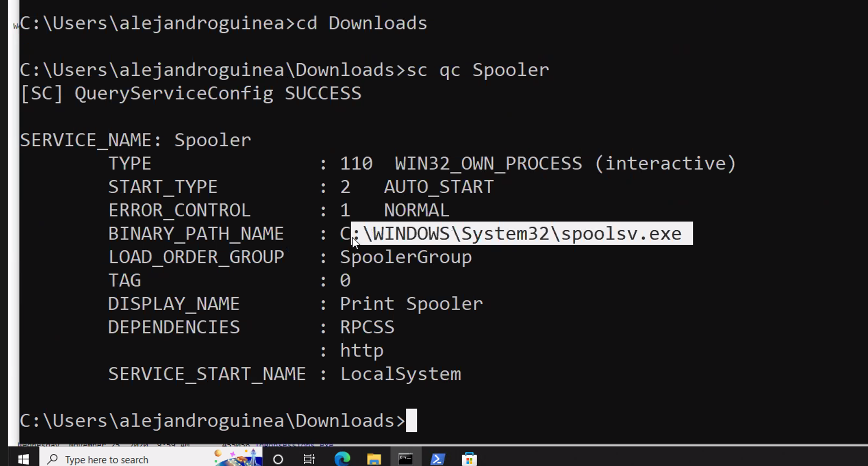 C:\Users\alejandroguinea>cd Downloads
C:\Users\alejandroguinea\Downloads>sc qc Spooler
[SC] QueryServiceConfig SUCCESS
SERVICE_NAME: Spooler
TYPE : 110 WIN32_OWN_PROCESS (interactive)
START_TYPE : 2 AUTO_START
ERROR_CONTROL : 1 NORMAL
BINARY_PATH_NAME : C:\WINDOWS\System32\spoolsv.exe
LOAD_ORDER_GROUP : SpoolerGroup
TAG : 0
DISPLAY_NAME : Print Spooler
DEPENDENCIES : RPCSS
: http
SERVICE_START_NAME : LocalSystem
C:\Users\alejandroguinea\Downloads>
Type here to search